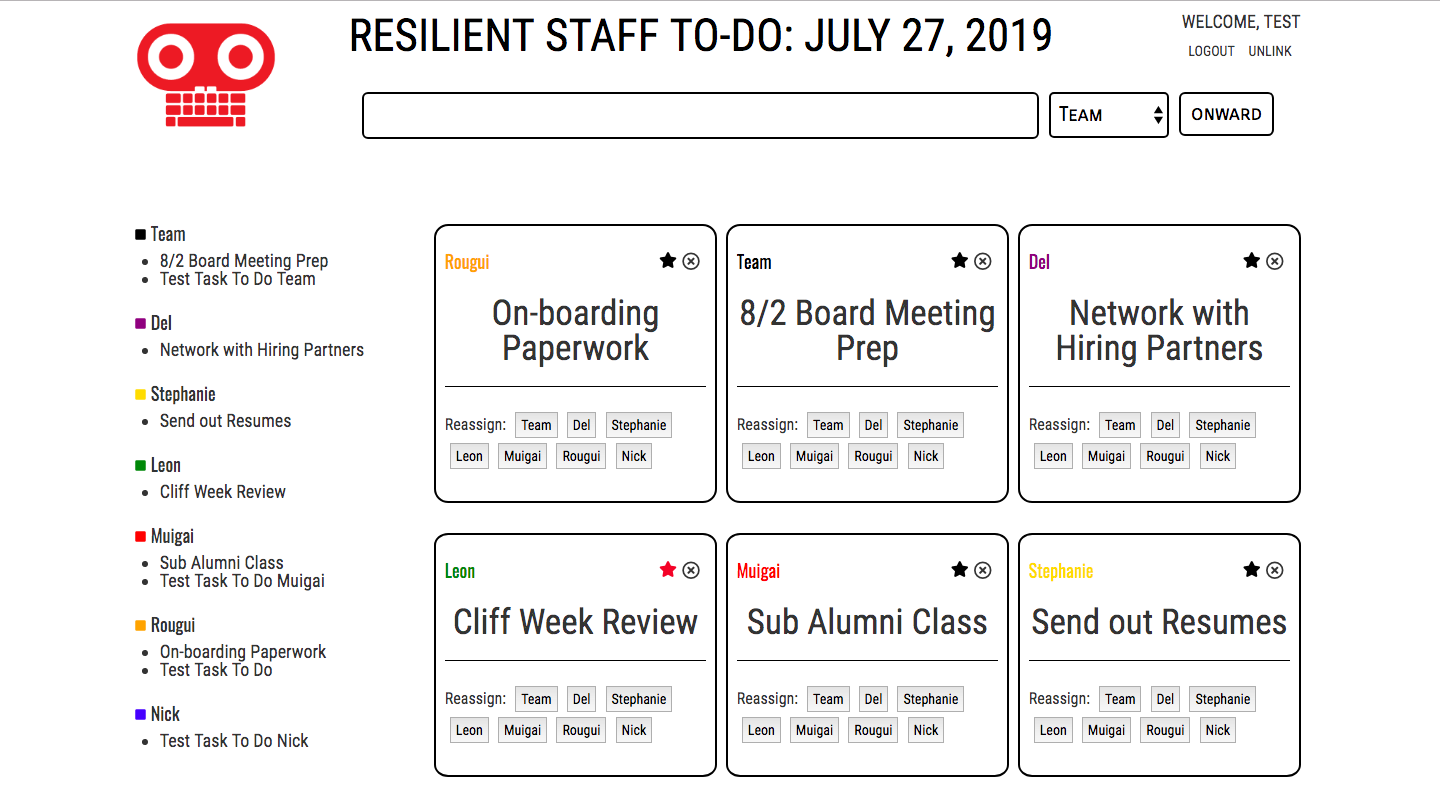 RESILIENT STAFF TO-DO: JULY 27, 2019
WELCOME, TEST
LOGOUT UNLINK
TEAM
ONWARD
Team
8/2 Board Meeting Prep
Test Task To Do Team
Del
Network with Hiring Partners
Stephanie
Send out Resumes
Leon
Cliff Week Review
Muigai
Sub Alumni Class
Test Task To Do Muigai
Rougui
On-boarding Paperwork
Test Task To Do
Nick
Test Task To Do Nick
Rougui
On-boarding
Paperwork
Reassign: Team Del Stephanie
Leon Muigai Rougui Nick
Team
8/2 Board Meeting
Prep
Reassign: Team Del Stephanie
Leon Muigai Rougui Nick
Del
Network with
Hiring Partners
Reassign: Team Del Stephanie
Leon Muigai Rougui Nick
Leon
Cliff Week Review
Reassign: Team Del Stephanie
Leon Muigai Rougui Nick
Muigai
Sub Alumni Class
Reassign: Team Del Stephanie
Leon Muigai Rougui Nick
Stephanie
Send out Resumes
Reassign: Team Del Stephanie
Leon Muigai Rougui Nick